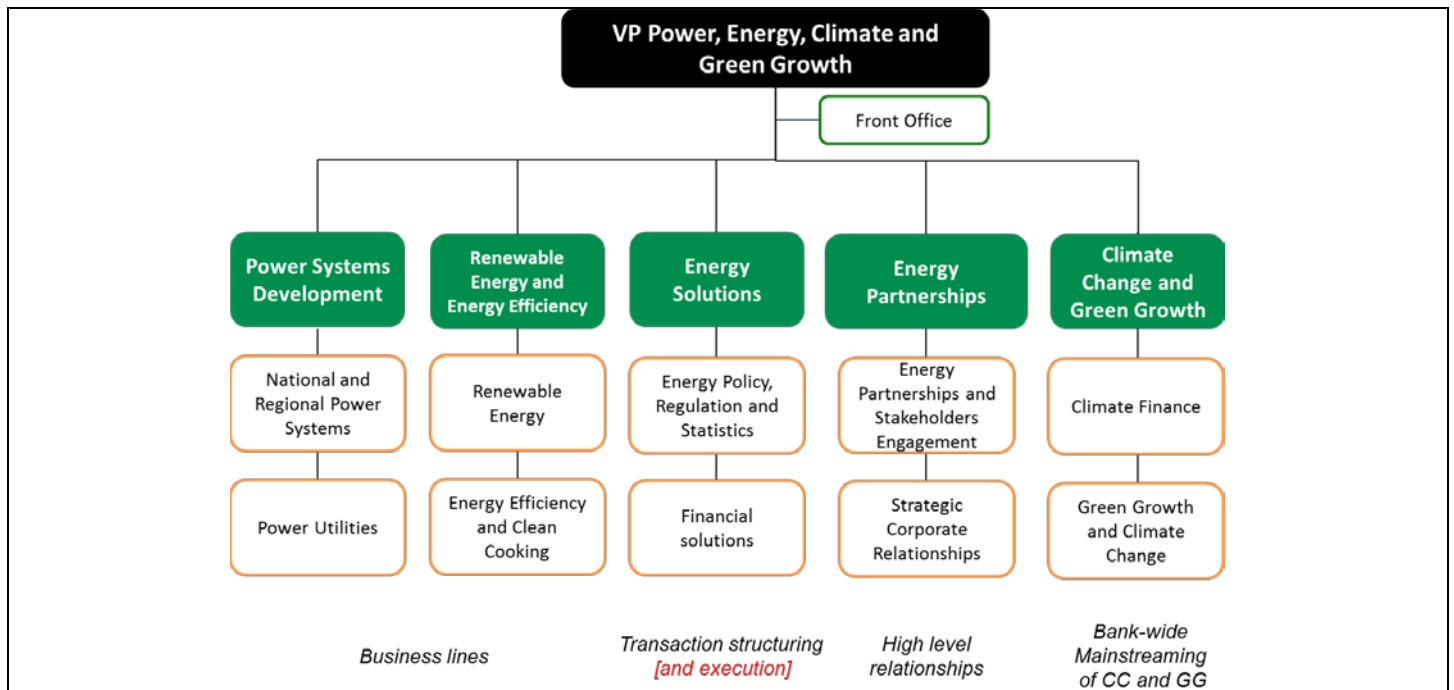 VP Power, Energy, Climate and
Green Growth
Front Office
Power Systems
Development
Renewable
Energy and
Energy Efficiency
Energy
Solutions
Energy
Partnerships
Climate
Change and
Green Growth
National and
Regional Power
Systems
Renewable
Energy
Energy Policy,
Regulation and
Statistics
Energy
Partnerships and
Stakeholders
Engagement
Climate Finance
Power Utilities
Energy Efficiency
and Clean
Cooking
Financial
solutions
Strategic
Corporate
Relationships
Green Growth
and Climate
Change
Business lines
Transaction structuring
[and execution]
High level
relationships
Bank-wide
Mainstreaming
of CC and GG